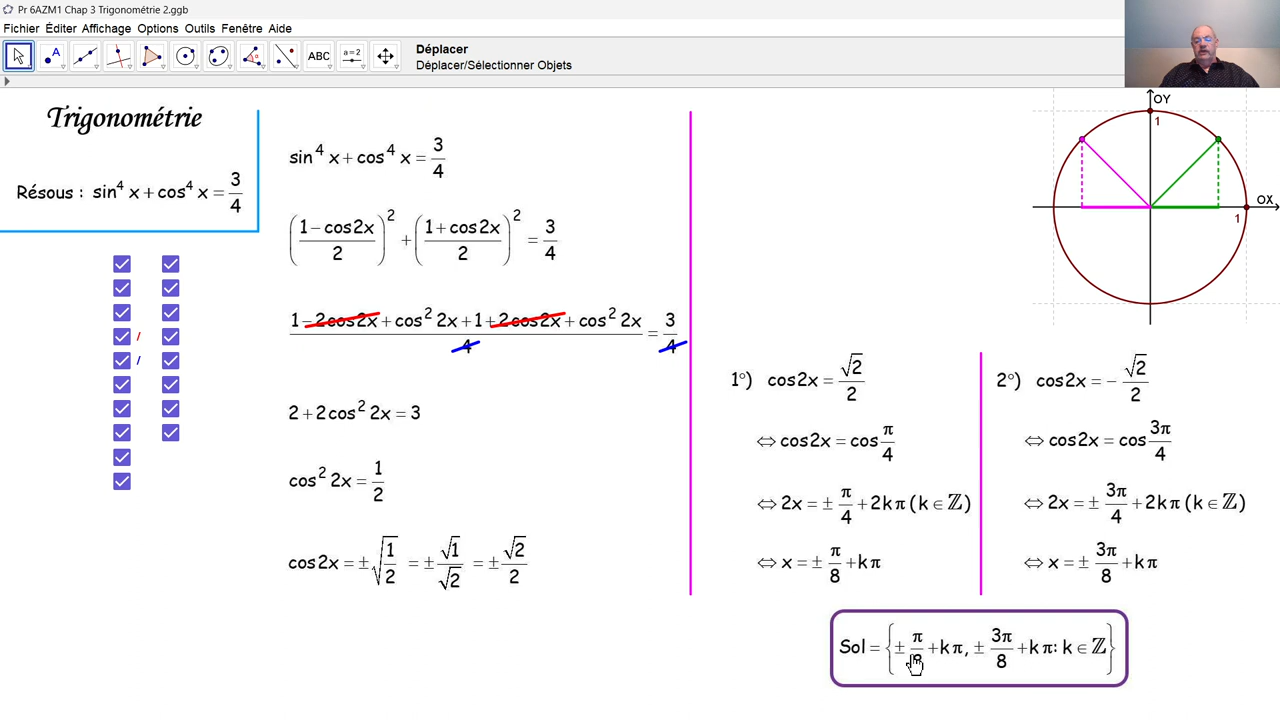 Pr 6AZM1 Chap 3 Trigonométrie 2.ggb
Fichier Éditer Affichage Options Outils Fenêtre Aide
A ABC a=2
Déplacer
Déplacer/Sélectionner Objets
Trigonométrie
Résous : sin⁴ x + cos⁴ x = 3/4
sin⁴ x + cos⁴ x = 3/4
((1 − cos2x)/2)² + ((1 + cos2x)/2)² = 3/4
(1 − 2cos2x + cos² 2x + 1 + 2cos2x + cos² 2x)/4 = 3/4
2 + 2cos² 2x = 3
cos² 2x = 1/2
cos2x = ± √(1/2) = ± √1/√2 = ± √2/2
OY
1
OX
1
1°) cos2x = √2/2
⇔ cos2x = cos π/4
⇔ 2x = ± π/4 + 2kπ (k ∈ ℤ)
⇔ x = ± π/8 + kπ
2°) cos2x = − √2/2
⇔ cos2x = cos 3π/4
⇔ 2x = ± 3π/4 + 2kπ (k ∈ ℤ)
⇔ x = ± 3π/8 + kπ
Sol = {± π/8 + kπ, ± 3π/8 + kπ: k ∈ ℤ}